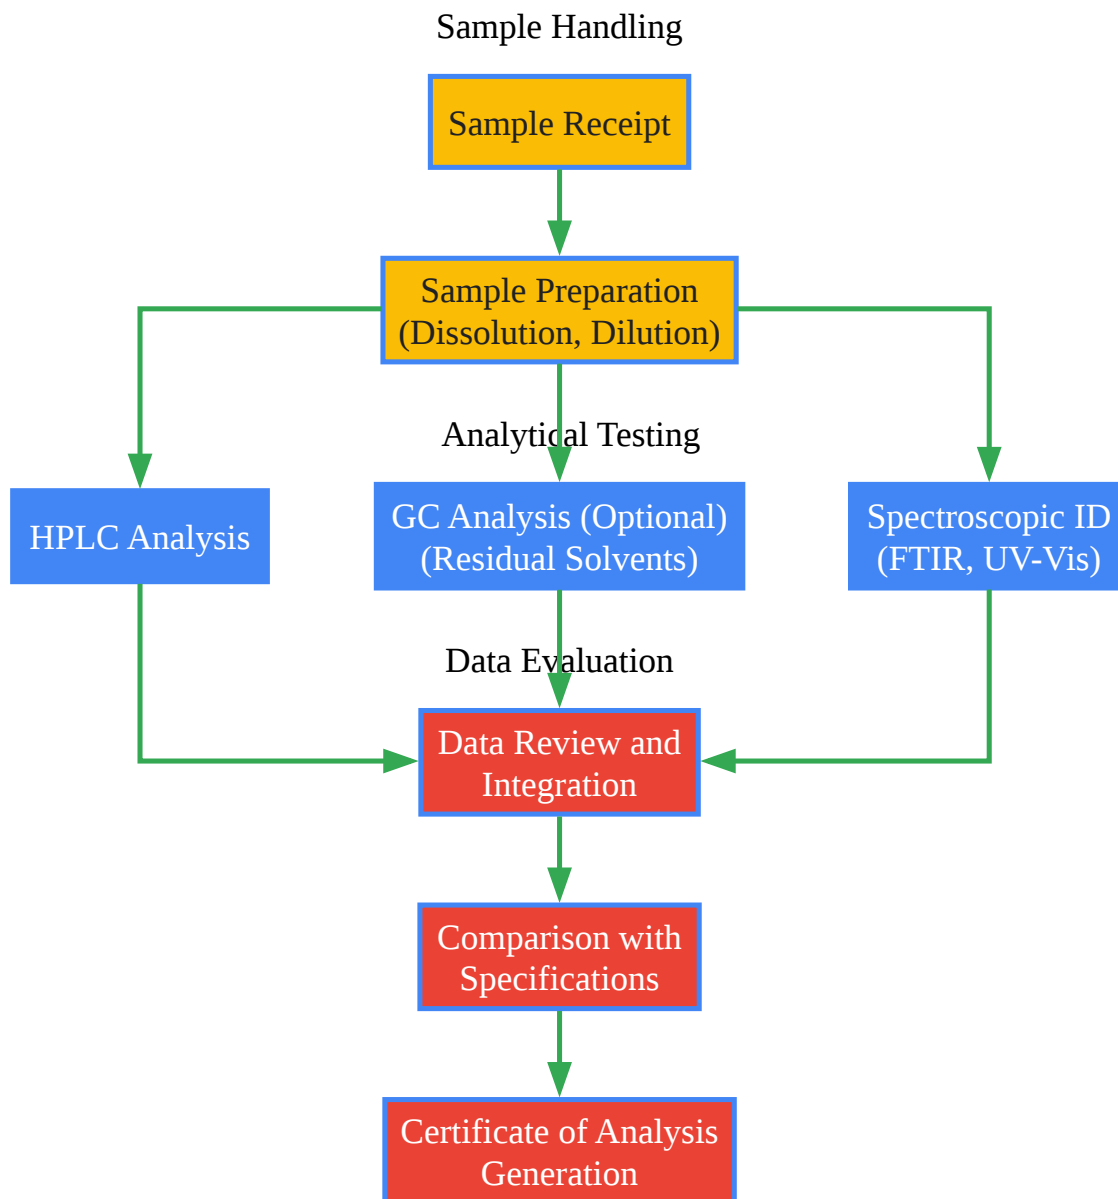 Sample Handling
Sample Receipt
Sample Preparation
(Dissolution, Dilution)
Analytical Testing
HPLC Analysis
GC Analysis (Optional)
(Residual Solvents)
Spectroscopic ID
(FTIR, UV-Vis)
Data Evaluation
Data Review and
Integration
Comparison with
Specifications
Certificate of Analysis
Generation